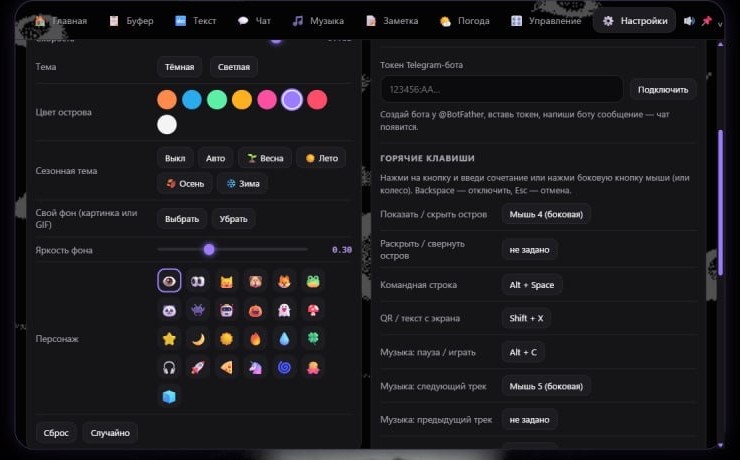 Главная Буфер Текст Чат Музыка Заметка Погода Управление Настройки
Тема Тёмная Светлая
Цвет острова
Сезонная тема Выкл Авто Весна Лето
Осень Зима
Свой фон (картинка или
GIF)
Выбрать Убрать
Яркость фона 0.30
Персонаж
Сброс Случайно
Токен Telegram-бота
123456:AA... Подключить
Создай бота у @BotFather, вставь токен, напиши боту сообщение — чат
появится.
ГОРЯЧИЕ КЛАВИШИ
Нажми на кнопку и введи сочетание или нажми боковую кнопку мыши (или
колесо). Backspace — отключить, Esc — отмена.
Показать / скрыть остров Мышь 4 (боковая)
Раскрыть / свернуть
остров
не задано
Командная строка Alt + Space
QR / текст с экрана Shift + X
Музыка: пауза / играть Alt + C
Музыка: следующий трек Мышь 5 (боковая)
Музыка: предыдущий трек не задано